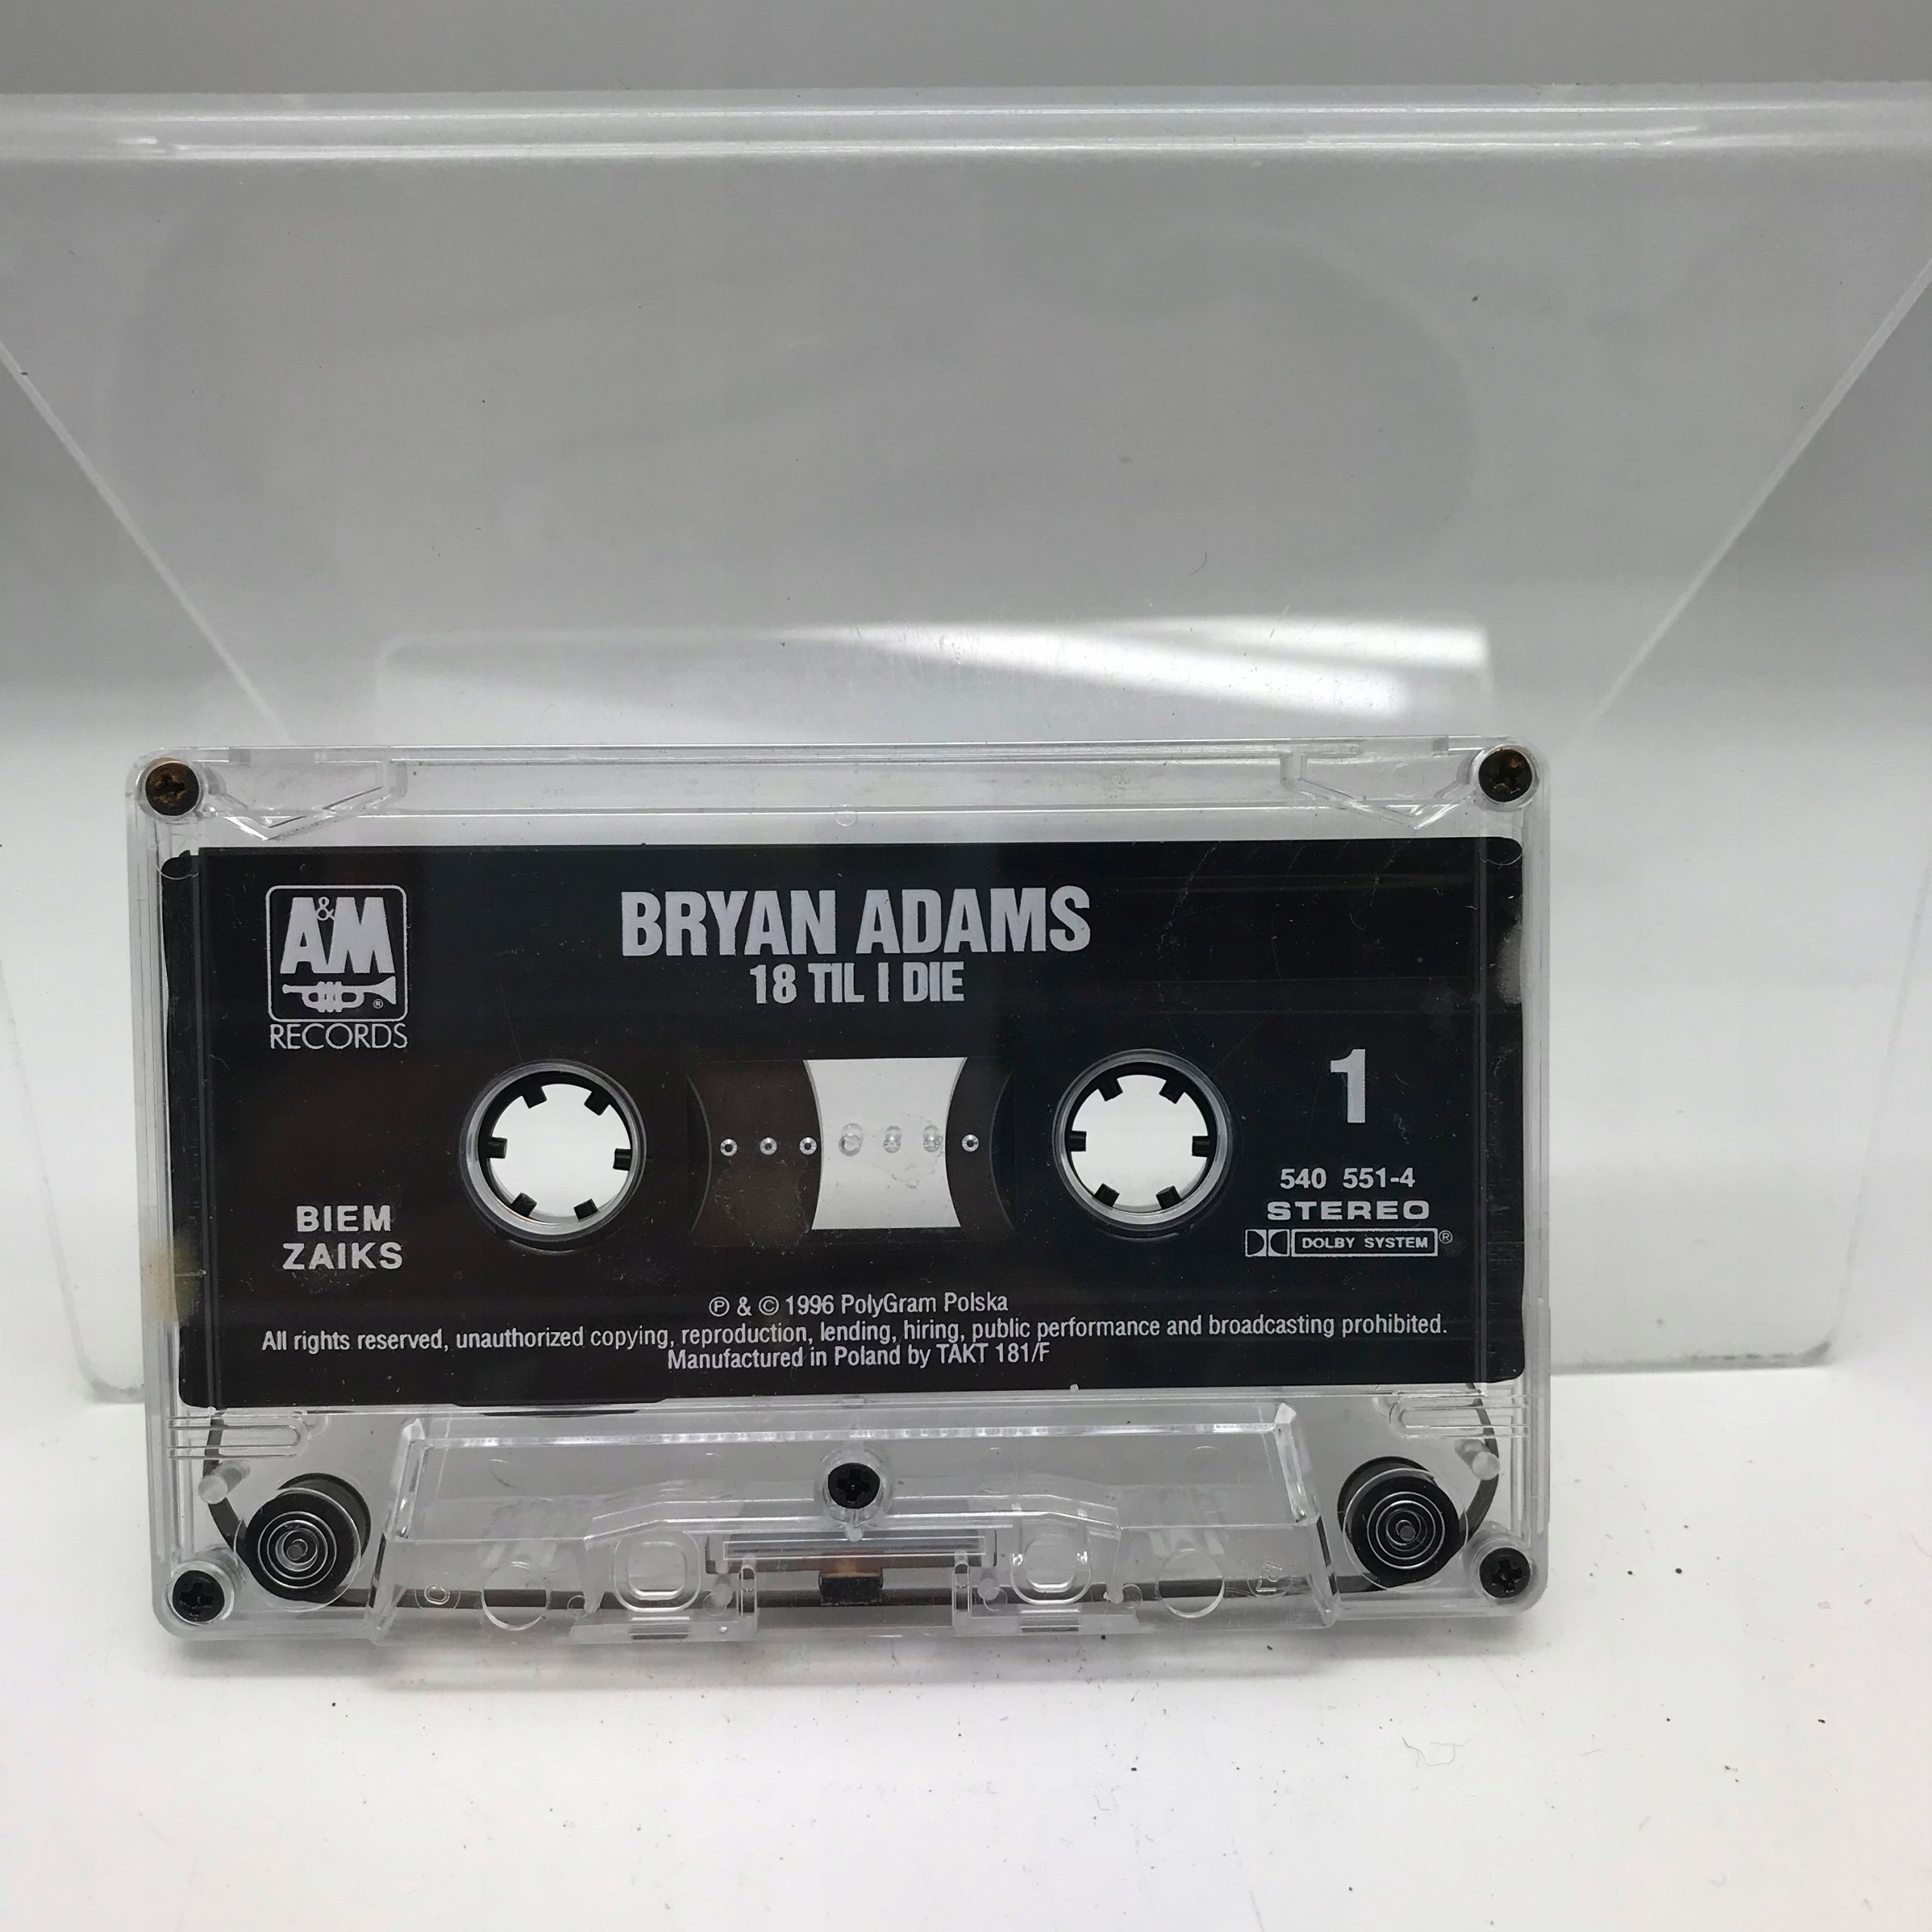 A&M
®
RECORDS
BRYAN ADAMS
18 TIL I DIE
1
540 551-4
STEREO
DOLBY SYSTEM®
BIEM
ZAIKS
℗ & © 1996 PolyGram Polska
All rights reserved, unauthorized copying, reproduction, lending, hiring, public performance and broadcasting prohibited.
Manufactured in Poland by TAKT 181/F